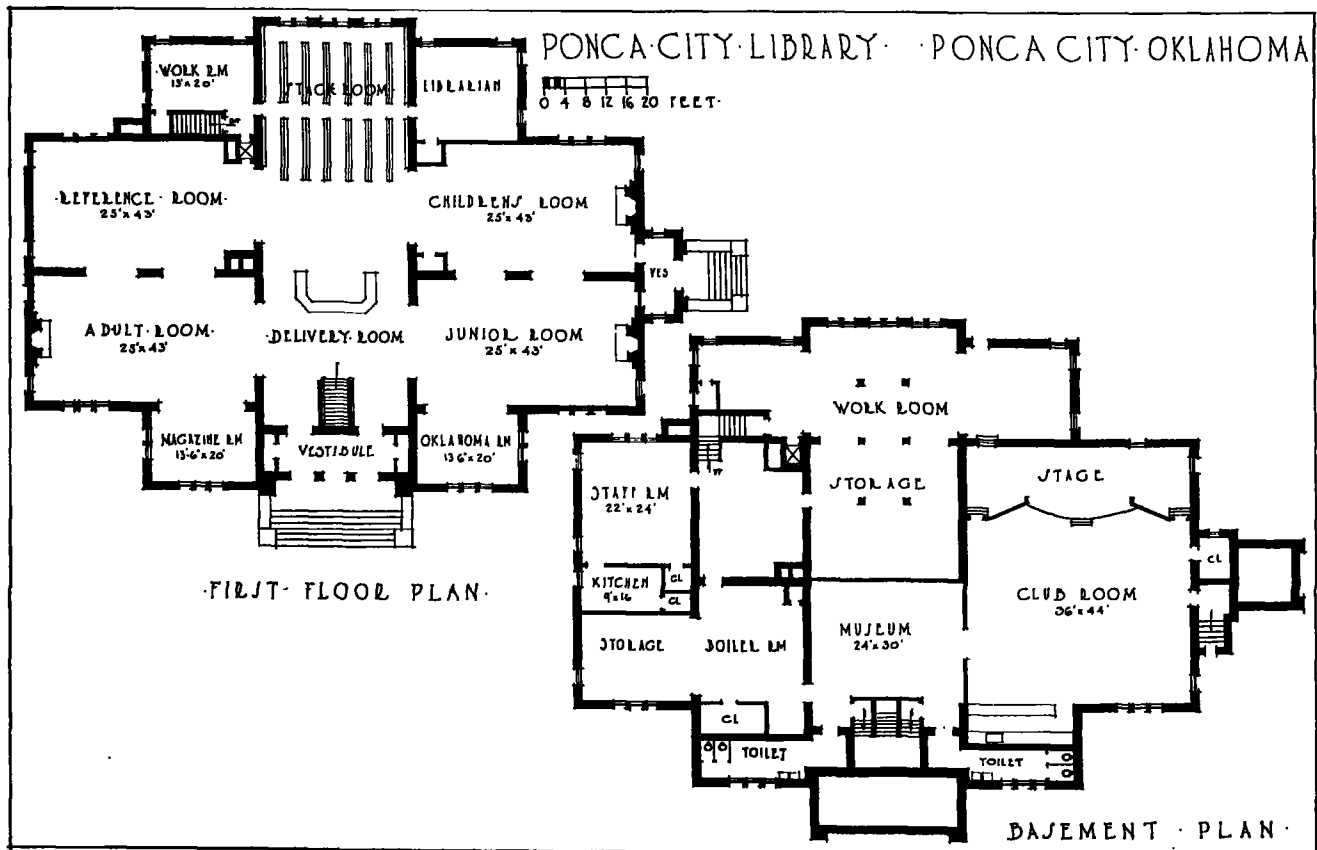 PONCA·CITY·LIBRARY· ·PONCA CITY·OKLAHOMA
0 4 8 12 16 20 FEET·
·WORK RM
13'x20'
STACK ROOM
LIBRARIAN
DN
·REFERENCE·ROOM·
25'x43'
CHILDRENS ROOM
25'x43'
VES
ADULT·ROOM·
25'x43'
·DELIVERY·ROOM
JUNIOR ROOM
25'x43'
MAGAZINE RM
13'-6"x20'
VESTIBULE
OKLAHOMA RM
13'6"x20'
·FIRST·FLOOR PLAN·
WORK ROOM
UP
STAFF RM
22'x24'
STORAGE
STAGE
KITCHEN
9'x16
CL
CL
CL
CLUB ROOM
36'x44'
STORAGE
BOILER RM
MUSEUM
24'x30'
CL
TOILET
TOILET
BASEMENT · PLAN·